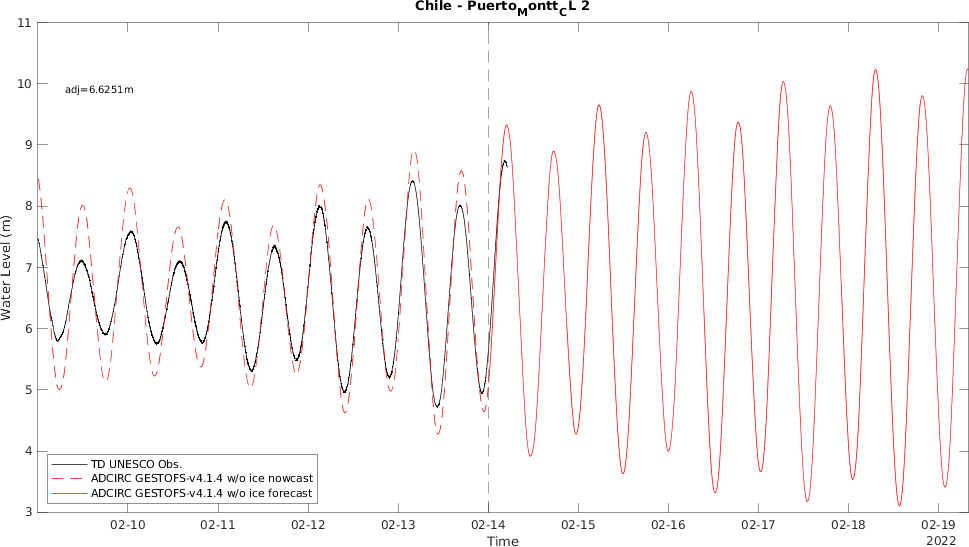 Chile - PuertoMonttCL 2
11
10
9
8
7
6
5
4
3
Water Level (m)
adj=6.6251m
TD UNESCO Obs.
ADCIRC GESTOFS-v4.1.4 w/o ice nowcast
ADCIRC GESTOFS-v4.1.4 w/o ice forecast
02-10 02-11 02-12 02-13 02-14 02-15 02-16 02-17 02-18 02-19
Time
2022